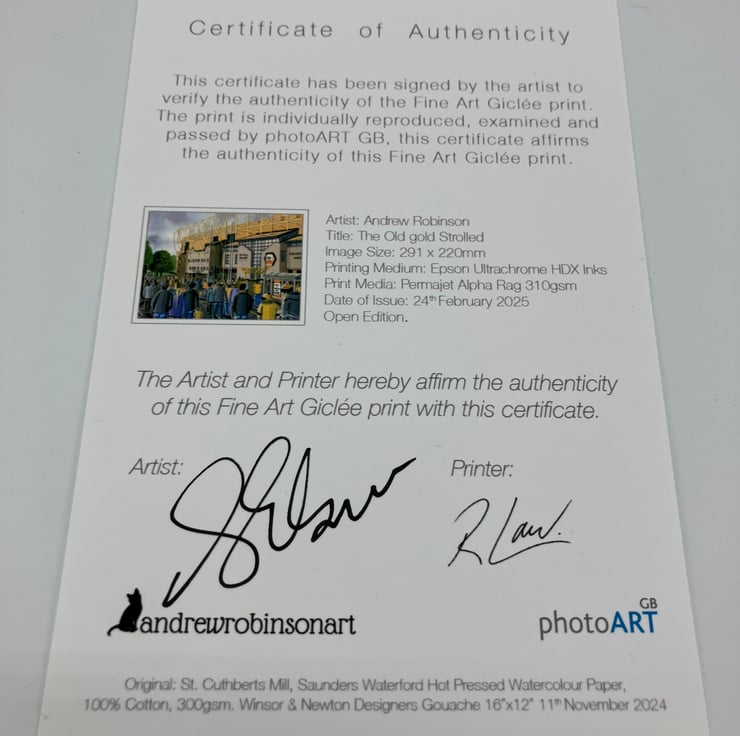 Certificate of Authenticity
This certificate has been signed by the artist to
verify the authenticity of the Fine Art Giclée print.
The print is individually reproduced, examined and
passed by photoART GB, this certificate affirms
the authenticity of this Fine Art Giclée print.
Artist: Andrew Robinson
Title: The Old gold Strolled
Image Size: 291 x 220mm
Printing Medium: Epson Ultrachrome HDX Inks
Print Media: Permajet Alpha Rag 310gsm
Date of Issue: 24th February 2025
Open Edition.
The Artist and Printer hereby affirm the authenticity
of this Fine Art Giclée print with this certificate.
Artist:
Printer:
R Law.
andrewrobinsonart
photoART GB
Original: St. Cuthberts Mill, Saunders Waterford Hot Pressed Watercolour Paper,
100% Cotton, 300gsm. Winsor & Newton Designers Gouache 16"x12" 11th November 2024